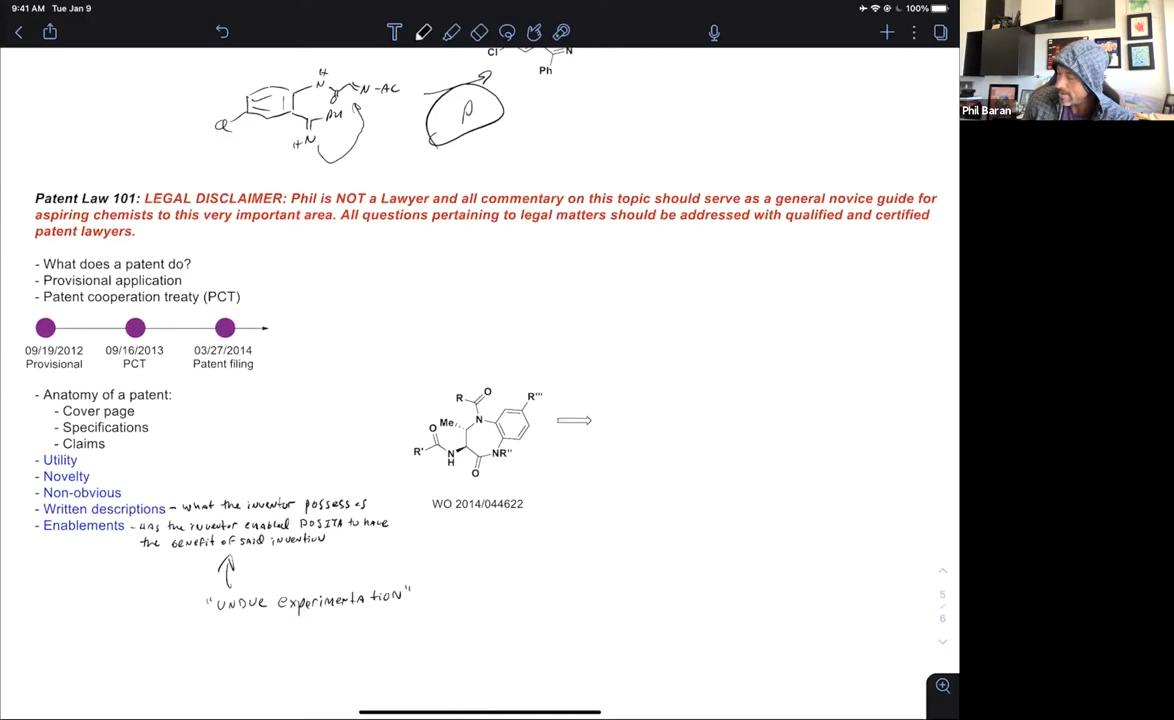 9:41 AM Tue Jan 9
100%
Phil Baran
Cl
N
Ph
H
N
N-AC
O
PH
Cl
H N
Patent Law 101: LEGAL DISCLAIMER: Phil is NOT a Lawyer and all commentary on this topic should serve as a general novice guide for
aspiring chemists to this very important area. All questions pertaining to legal matters should be addressed with qualified and certified
patent lawyers.
- What does a patent do?
- Provisional application
- Patent cooperation treaty (PCT)
09/19/2012 09/16/2013 03/27/2014
Provisional PCT Patent filing
- Anatomy of a patent:
- Cover page
- Specifications
- Claims
- Utility
- Novelty
- Non-obvious
- Written descriptions - what the inventor possesses
- Enablements - Has the inventor enabled POSITA to have
the benefit of said invention
"UNDUE experimentation"
R O R'''
Me N
O
R' N NR''
H
O
WO 2014/044622
5
/
6